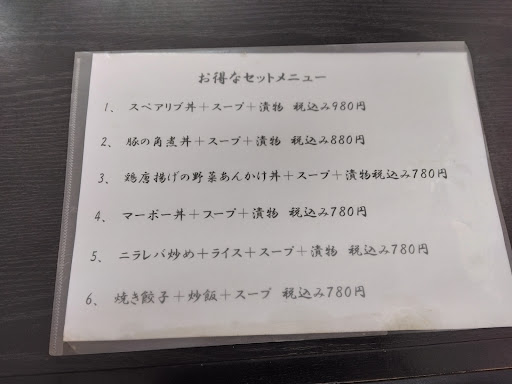 お得なセットメニュー
1、 スペアリブ丼＋スープ＋漬物 税込み980円
2、 豚の角煮丼＋スープ＋漬物 税込み880円
3、 鶏唐揚げの野菜あんかけ丼＋スープ＋漬物税込み780円
4、 マーボー丼＋スープ＋漬物 税込み780円
5、 ニラレバ炒め＋ライス＋スープ＋漬物 税込み780円
6、 焼き餃子＋炒飯＋スープ 税込み780円